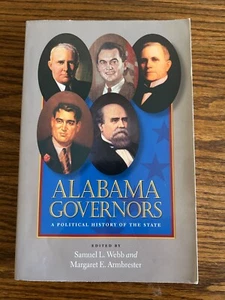 ALABAMA
GOVERNORS
A POLITICAL HISTORY OF THE STATE
EDITED BY
Samuel L. Webb and
Margaret E. Armbrester